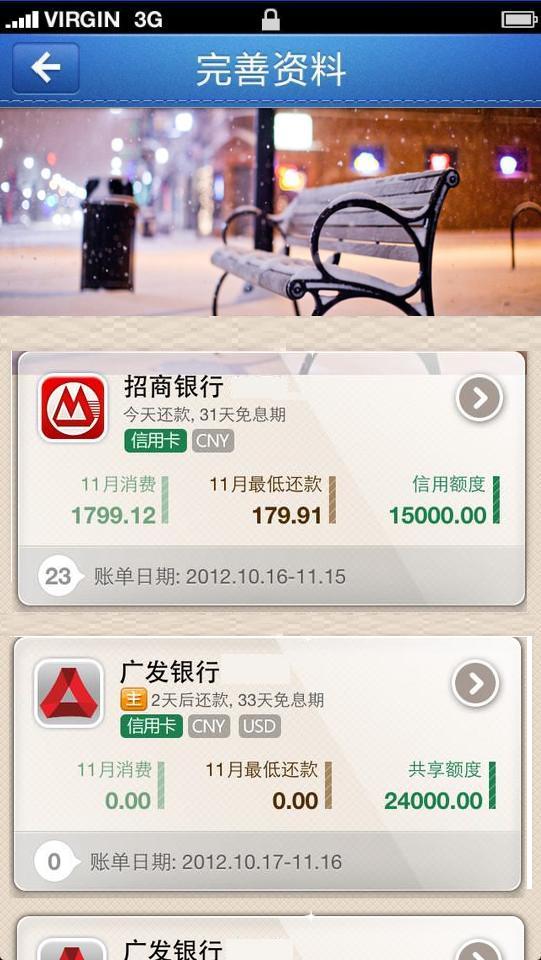 VIRGIN 3G
完善资料
招商银行
今天还款, 31天免息期
信用卡 CNY
11月消费 11月最低还款 信用额度
1799.12 179.91 15000.00
23 账单日期: 2012.10.16-11.15
广发银行
主 2天后还款, 33天免息期
信用卡 CNY USD
11月消费 11月最低还款 共享额度
0.00 0.00 24000.00
0 账单日期: 2012.10.17-11.16
广发银行